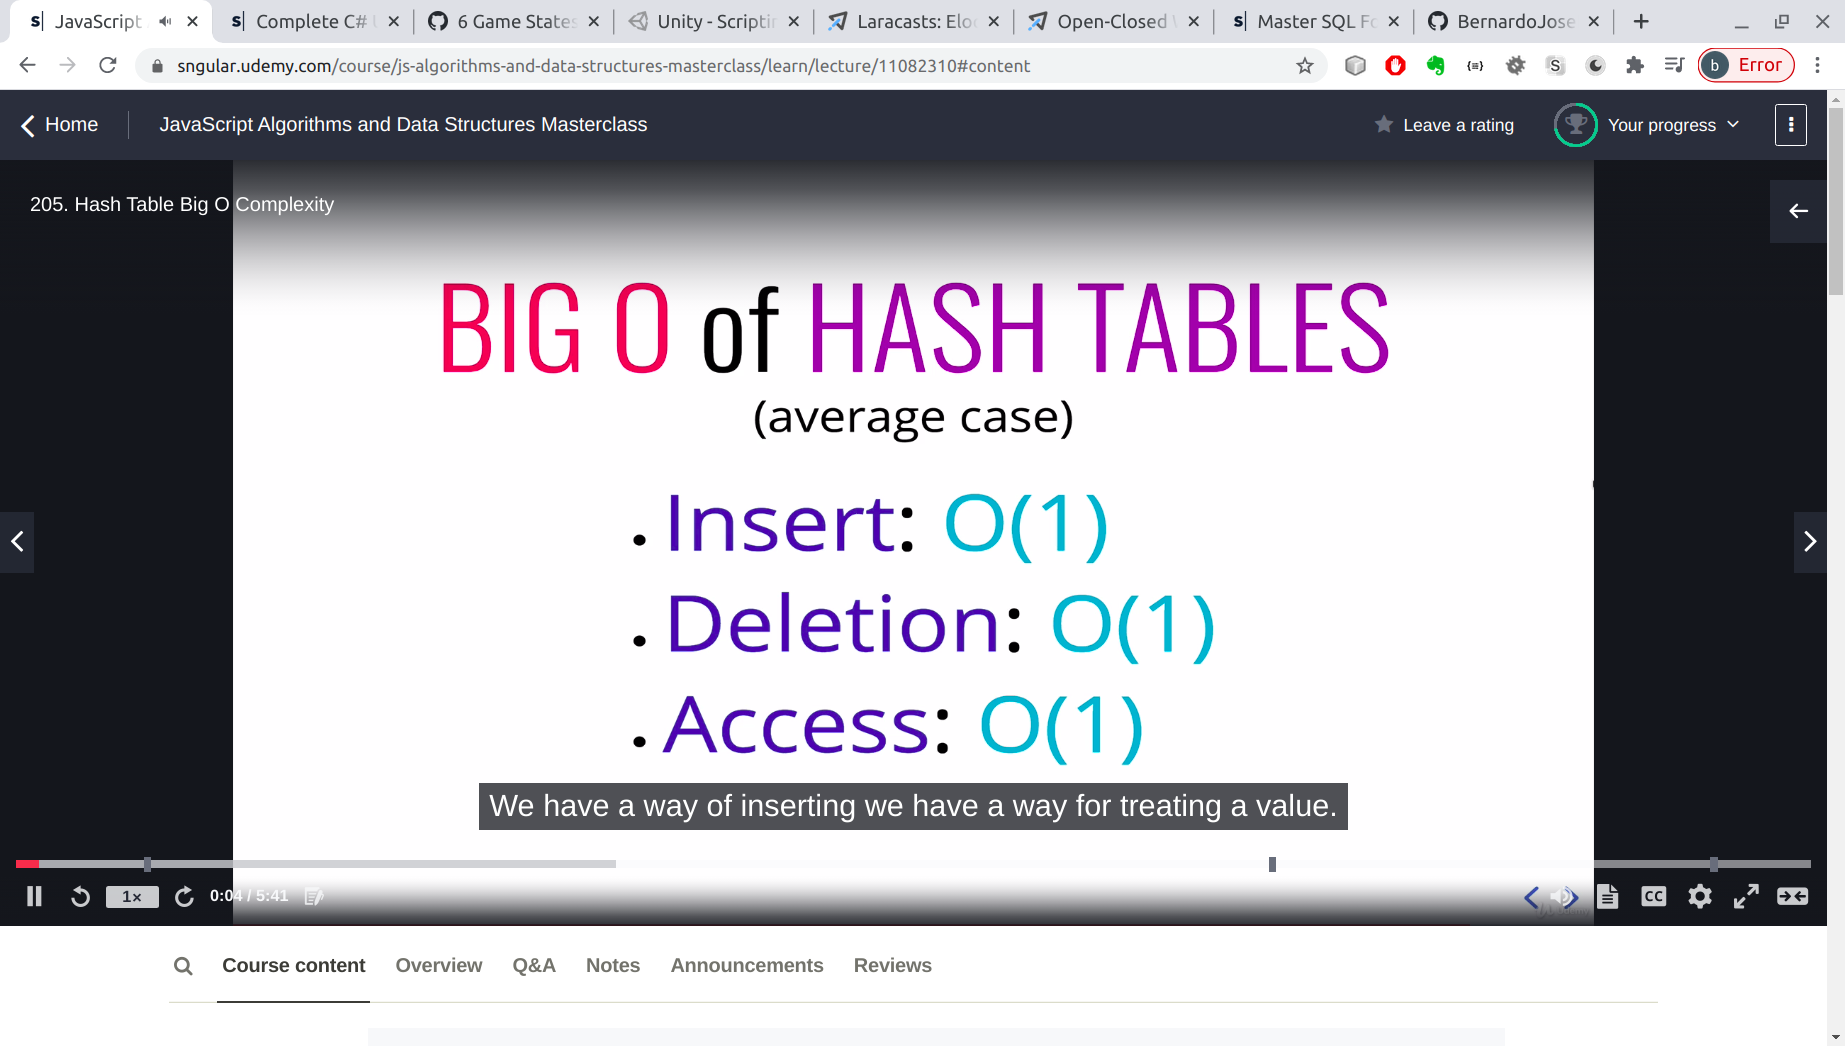 s| JavaScript
s| Complete C#
6 Game States
Unity - Scripti
Laracasts: Elo
Open-Closed
s| Master SQL Fo
BernardoJose
sngular.udemy.com/course/js-algorithms-and-data-structures-masterclass/learn/lecture/11082310#content
S
b Error
Home
JavaScript Algorithms and Data Structures Masterclass
Leave a rating
Your progress
205. Hash Table Big O Complexity
BIG O of HASH TABLES
(average case)
• Insert: O(1)
• Deletion: O(1)
• Access: O(1)
We have a way of inserting we have a way for treating a value.
1×
0:04 / 5:41
CC
Course content
Overview
Q&A
Notes
Announcements
Reviews